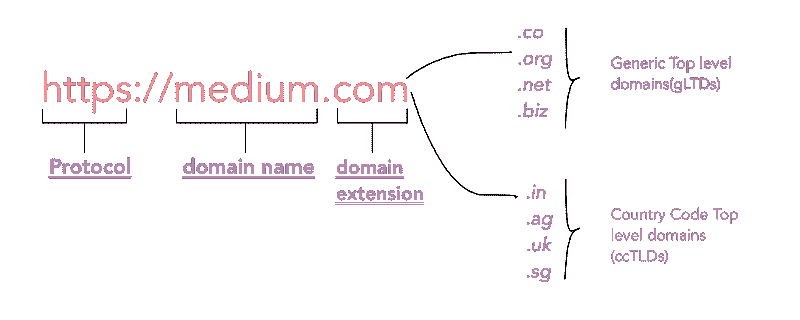 https://medium.com
Protocol
domain name
domain
extension
.co
.org
.net
.biz
Generic Top level
domains(gLTDs)
.in
.ag
.uk
.sg
Country Code Top
level domains
(ccTLDs)